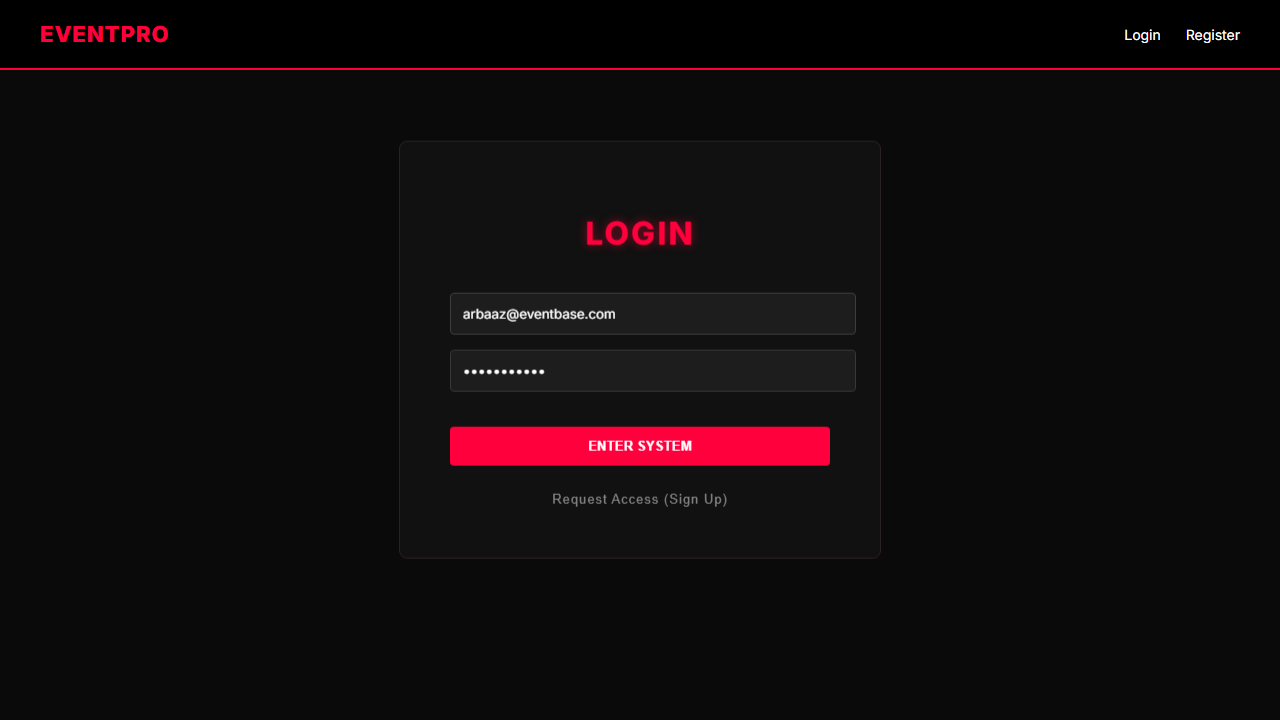 EVENTPRO
Login
Register
LOGIN
arbaaz@eventbase.com
•••••••••••
ENTER SYSTEM
Request Access (Sign Up)